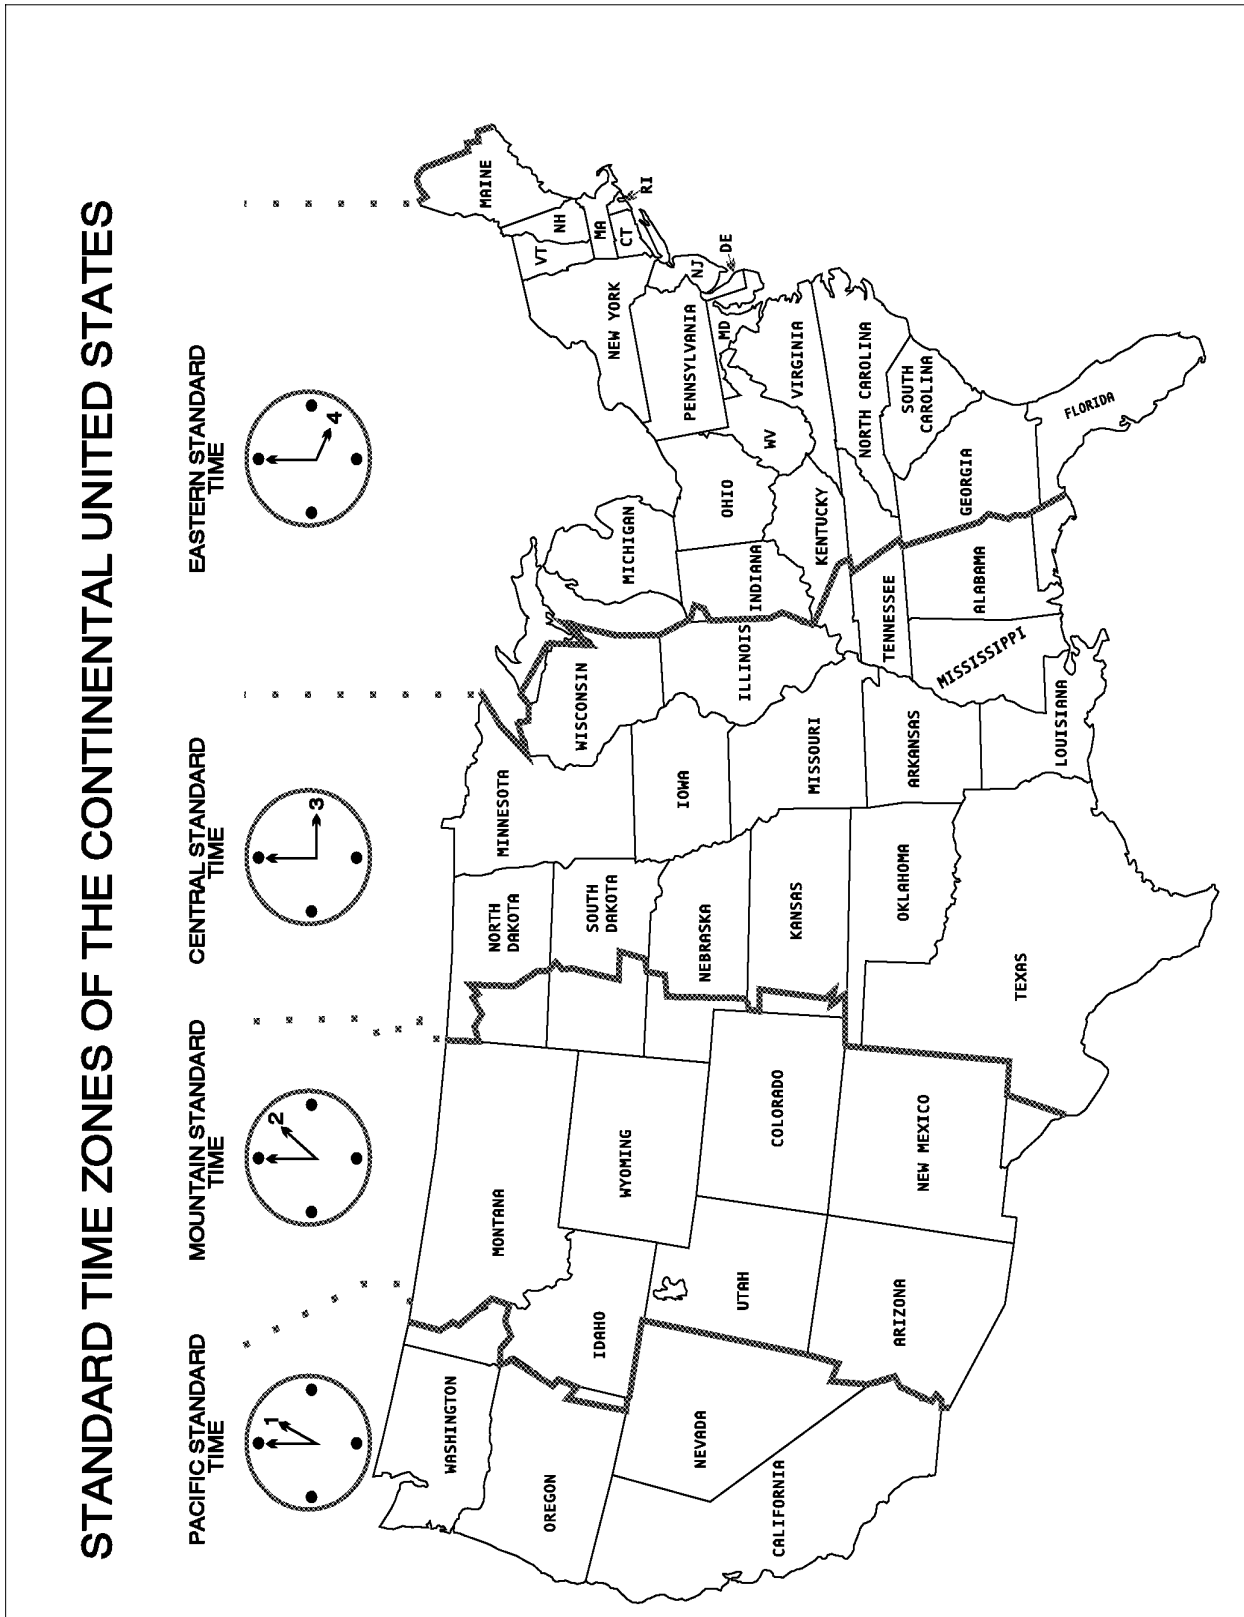 STANDARD TIME ZONES OF THE CONTINENTAL UNITED STATES
PACIFIC STANDARD
TIME
MOUNTAIN STANDARD
TIME
CENTRAL STANDARD
TIME
EASTERN STANDARD
TIME
1
2
3
4
WASHINGTON
OREGON
CALIFORNIA
NEVADA
IDAHO
MONTANA
WYOMING
UTAH
ARIZONA
COLORADO
NEW MEXICO
NORTH
DAKOTA
SOUTH
DAKOTA
NEBRASKA
KANSAS
OKLAHOMA
TEXAS
MINNESOTA
IOWA
MISSOURI
ARKANSAS
LOUISIANA
WISCONSIN
ILLINOIS
MISSISSIPPI
MICHIGAN
INDIANA
OHIO
KENTUCKY
TENNESSEE
ALABAMA
GEORGIA
FLORIDA
SOUTH
CAROLINA
NORTH CAROLINA
VIRGINIA
WV
MD
DE
PENNSYLVANIA
NJ
NEW YORK
CT
RI
MA
VT
NH
MAINE